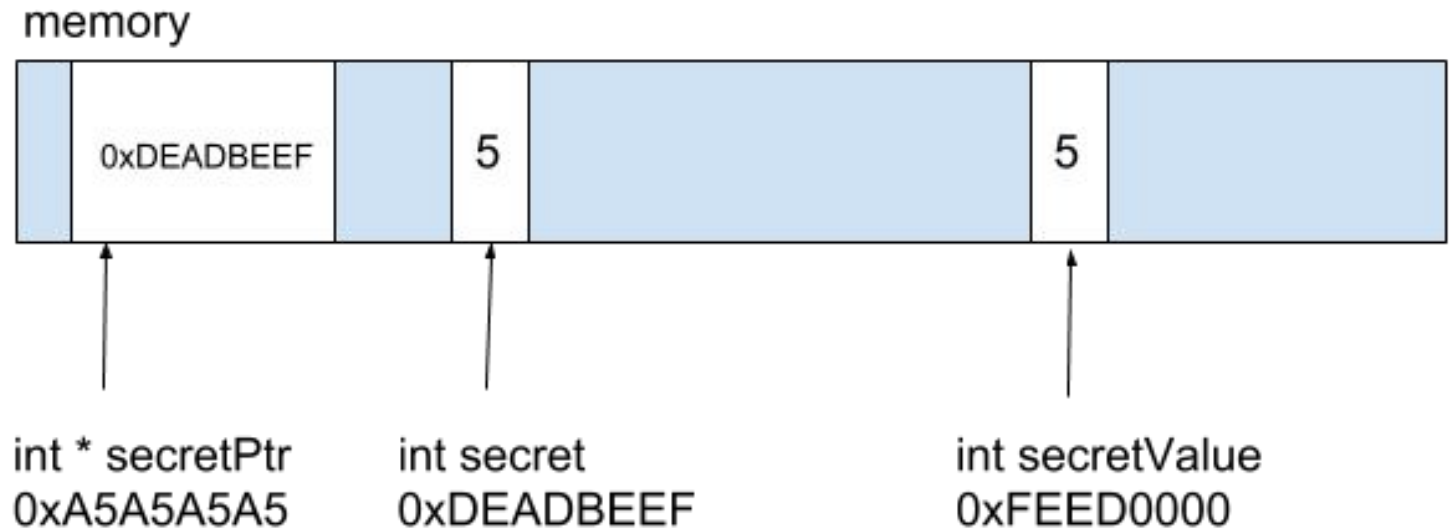 memory
0xDEADBEEF
5
5
int * secretPtr
0xA5A5A5A5
int secret
0xDEADBEEF
int secretValue
0xFEED0000